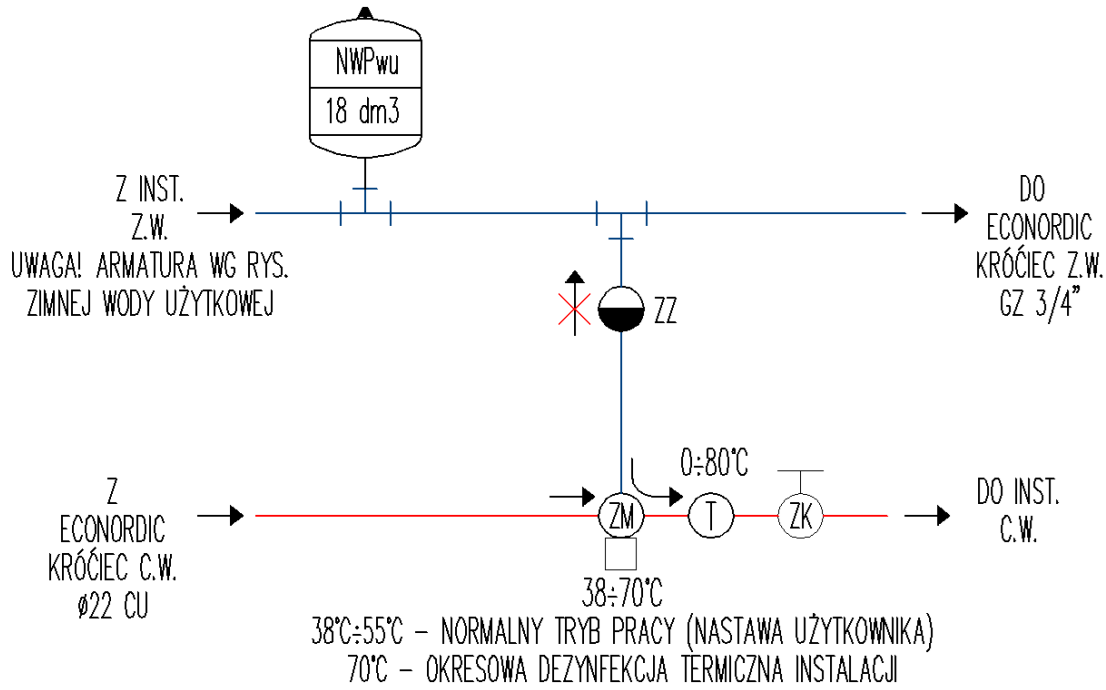 NWPwu
18 dm3
Z INST.
Z.W.
UWAGA! ARMATURA WG RYS.
ZIMNEJ WODY UŻYTKOWEJ
DO
ECONORDIC
KRÓĆIEC Z.W.
GZ 3/4"
ZZ
0÷80°C
Z
ECONORDIC
KRÓĆIEC C.W.
ø22 CU
ZM
T
ZK
DO INST.
C.W.
38÷70°C
38°C÷55°C – NORMALNY TRYB PRACY (NASTAWA UŻYTKOWNIKA)
70°C – OKRESOWA DEZYNFEKCJA TERMICZNA INSTALACJI